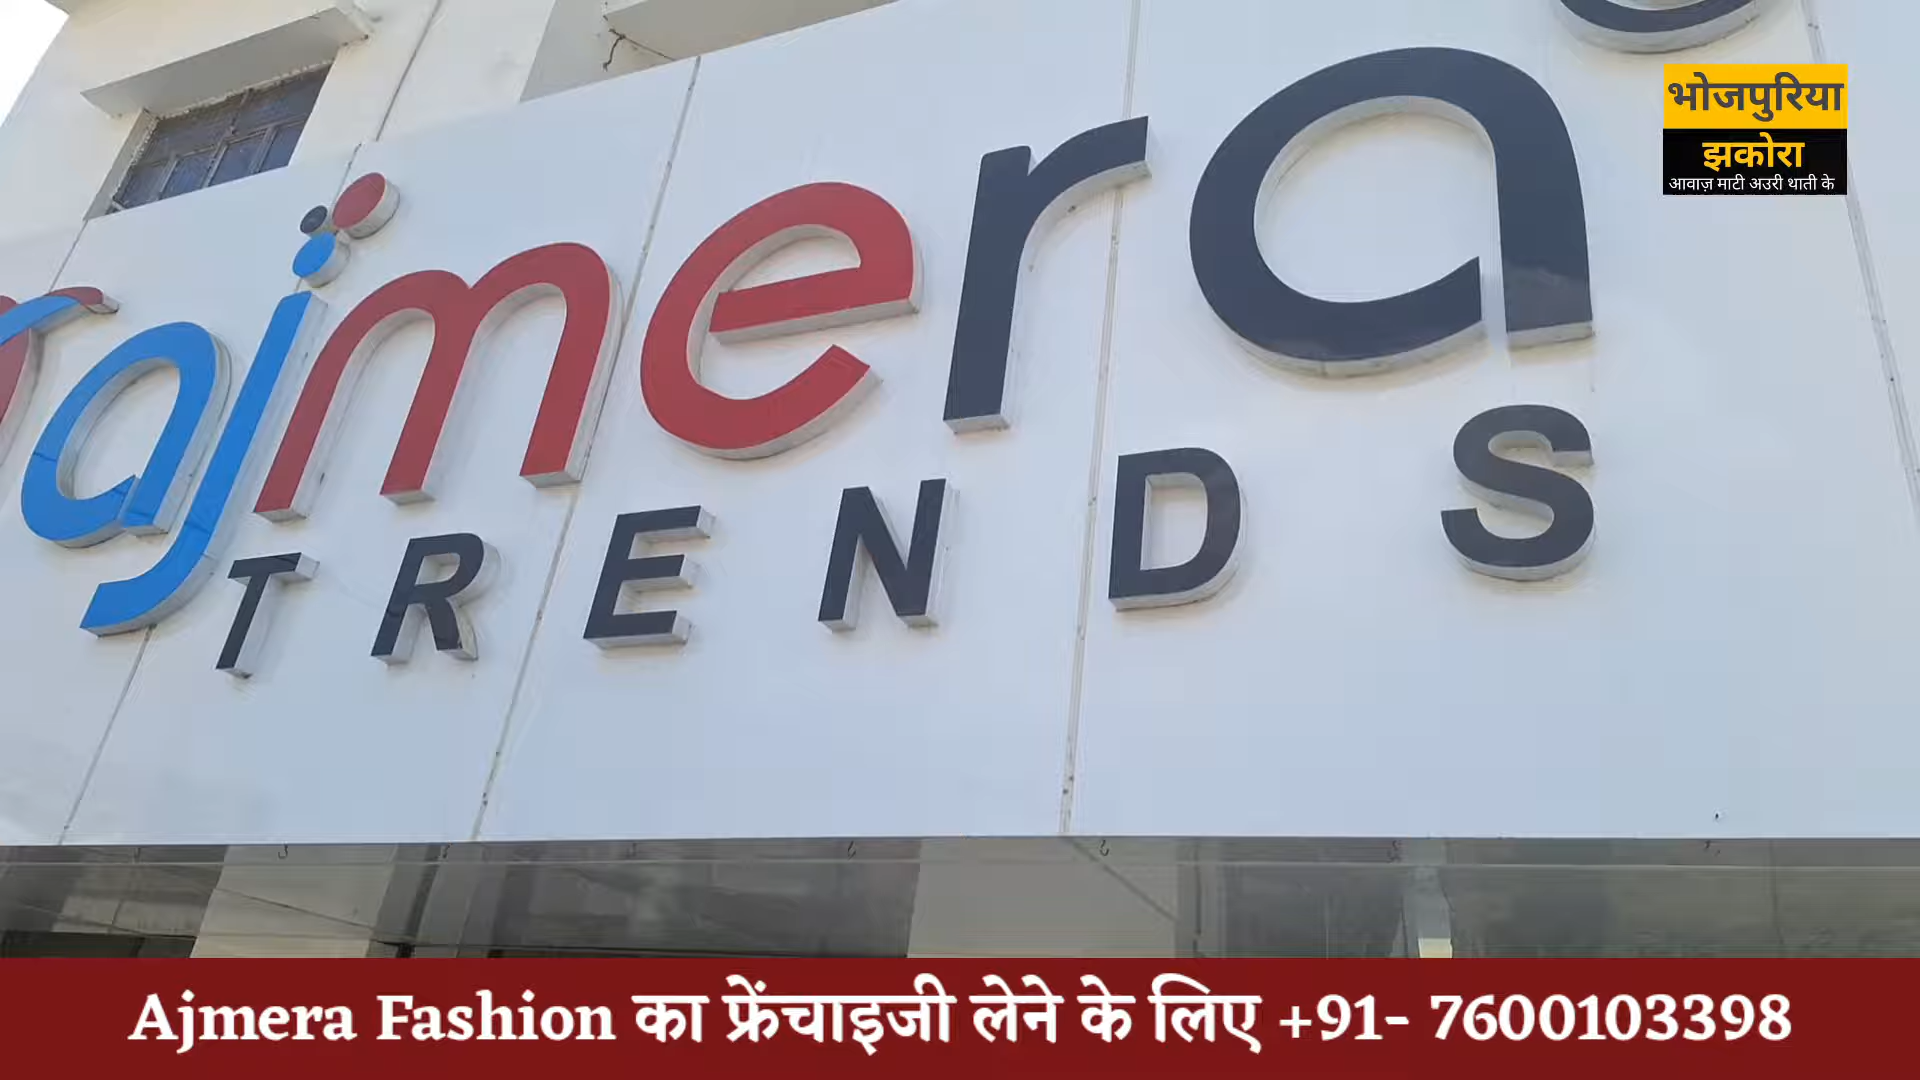 भोजपुरिया
झकोरा
आवाज़ माटी अउरी थाती के
ajmera
TRENDS
Ajmera Fashion का फ्रेंचाइजी लेने के लिए +91- 7600103398